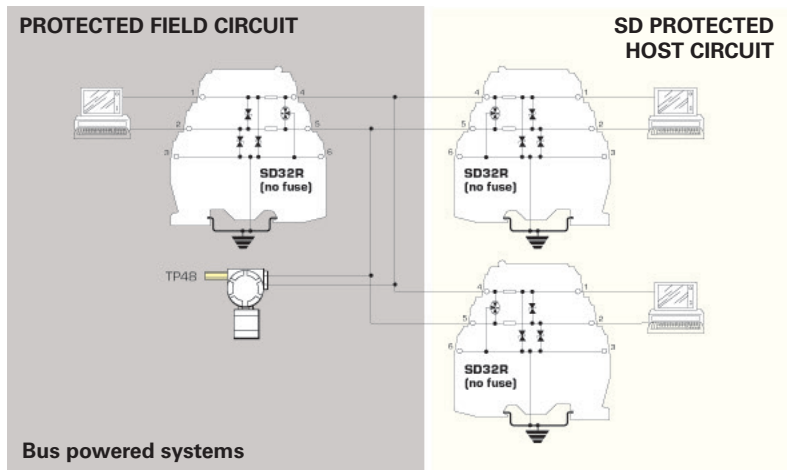 PROTECTED FIELD CIRCUIT
SD PROTECTED
HOST CIRCUIT
1
4
2
5
3
6
SD32R
(no fuse)
4
1
5
2
6
3
SD32R
(no fuse)
TP48
4
1
5
2
6
3
SD32R
(no fuse)
Bus powered systems